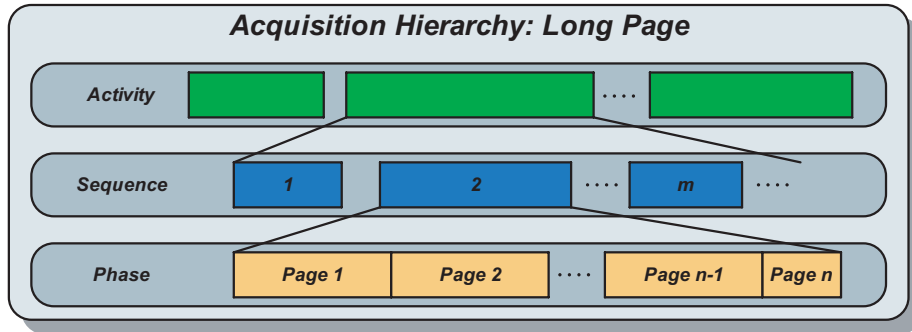 Acquisition Hierarchy: Long Page
Activity ....
Sequence 1 2 .... m ....
Phase Page 1 Page 2 .... Page n-1 Page n